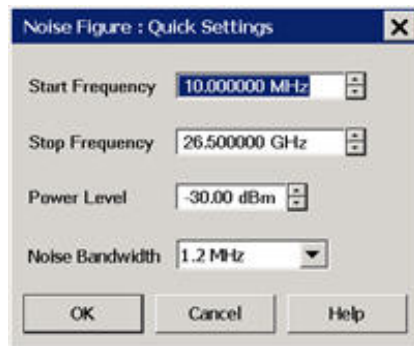 Noise Figure : Quick Settings
Start Frequency 10.000000 MHz
Stop Frequency 26.500000 GHz
Power Level -30.00 dBm
Noise Bandwidth 1.2 MHz
OK Cancel Help